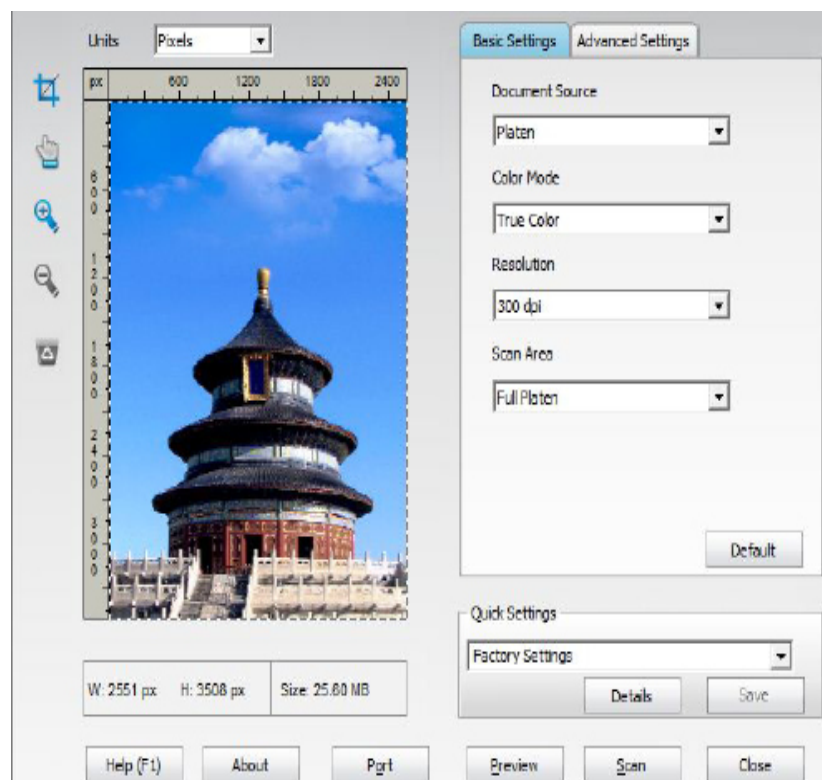 Units Pixels
px 600 1200 1800 2400
600
1200
1800
2400
3000
W: 2551 px H: 3508 px Size: 25.60 MB
Basic Settings Advanced Settings
Document Source
Platen
Color Mode
True Color
Resolution
300 dpi
Scan Area
Full Platen
Default
Quick Settings
Factory Settings
Details Save
Help (F1) About Port Preview Scan Close